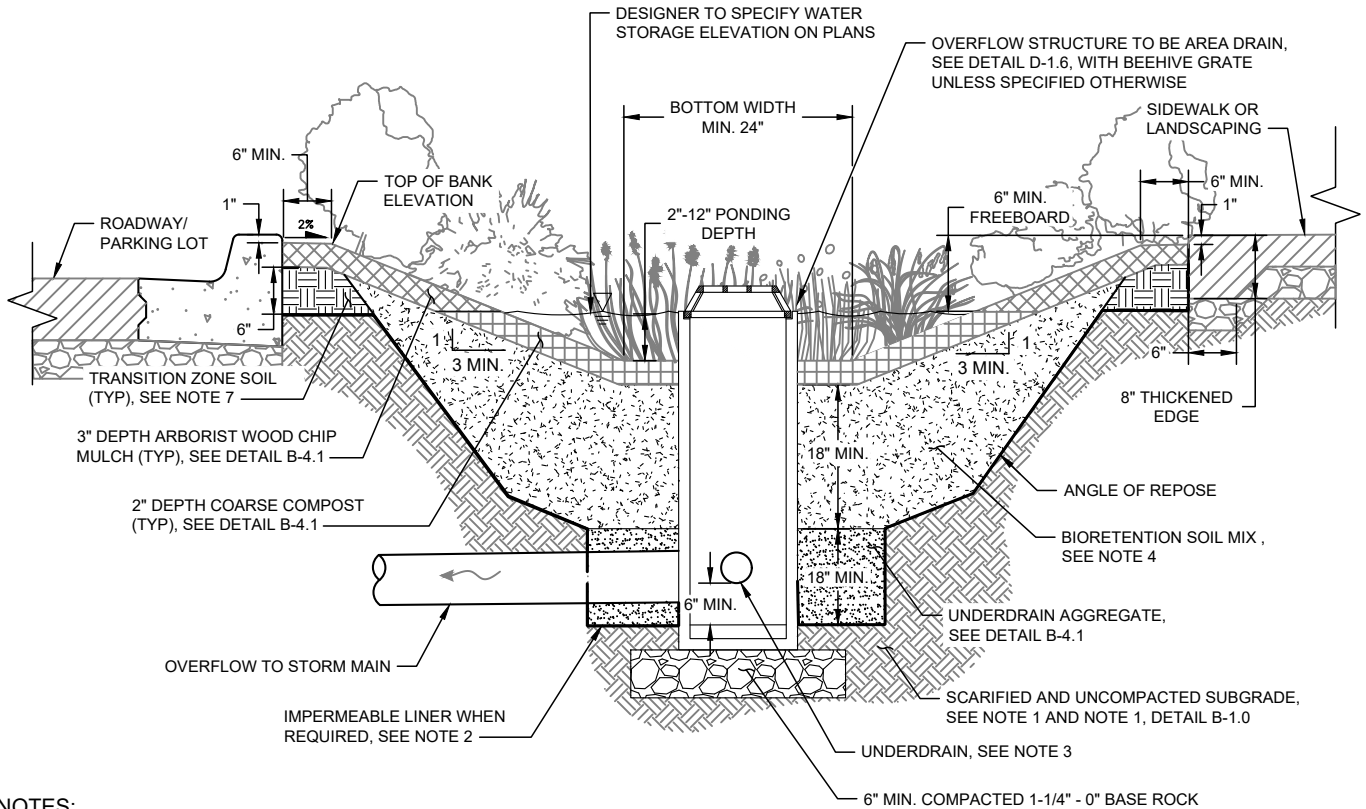 DESIGNER TO SPECIFY WATER
STORAGE ELEVATION ON PLANS
OVERFLOW STRUCTURE TO BE AREA DRAIN,
SEE DETAIL D-1.6, WITH BEEHIVE GRATE
UNLESS SPECIFIED OTHERWISE
BOTTOM WIDTH
MIN. 24"
SIDEWALK OR
LANDSCAPING
6" MIN.
TOP OF BANK
ELEVATION
6" MIN.
FREEBOARD
6" MIN.
1"
1"
2%
ROADWAY/
PARKING LOT
2"-12" PONDING
DEPTH
6"
1
3 MIN.
1
3 MIN.
6"
TRANSITION ZONE SOIL
(TYP), SEE NOTE 7
8" THICKENED
EDGE
3" DEPTH ARBORIST WOOD CHIP
MULCH (TYP), SEE DETAIL B-4.1
18" MIN.
ANGLE OF REPOSE
2" DEPTH COARSE COMPOST
(TYP), SEE DETAIL B-4.1
BIORETENTION SOIL MIX ,
SEE NOTE 4
18" MIN.
6" MIN.
UNDERDRAIN AGGREGATE,
SEE DETAIL B-4.1
OVERFLOW TO STORM MAIN
SCARIFIED AND UNCOMPACTED SUBGRADE,
SEE NOTE 1 AND NOTE 1, DETAIL B-1.0
IMPERMEABLE LINER WHEN
REQUIRED, SEE NOTE 2
UNDERDRAIN, SEE NOTE 3
6" MIN. COMPACTED 1-1/4" - 0" BASE ROCK
NOTES: